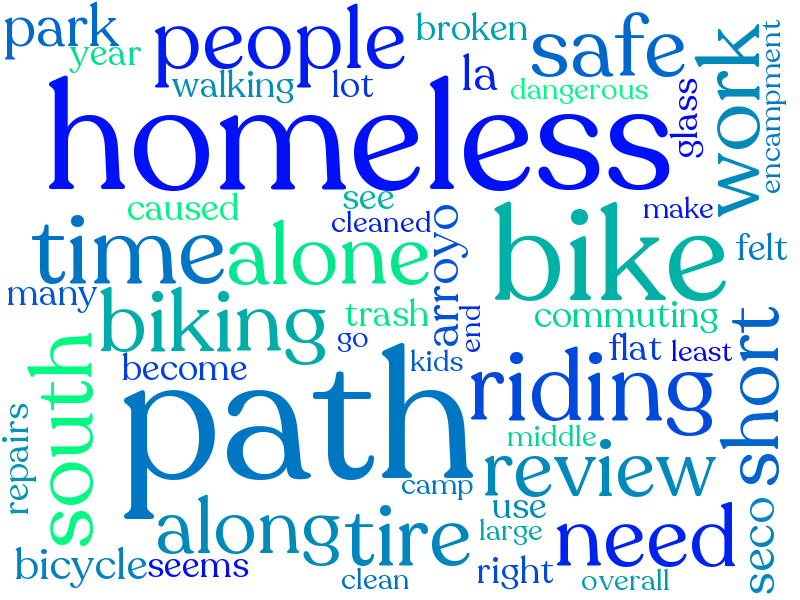 park
year
people
broken
safe
work
encampment
walking
lot
la
dangerous
glass
homeless
see
caused
cleaned
make
time
alone
arroyo
bike
felt
many
biking
trash
end
commuting
go
flat
least
short
south
become
kids
riding
path
middle
repairs
review
camp
along
tire
use
large
need
seco
bicycle
seems
clean
right
overall